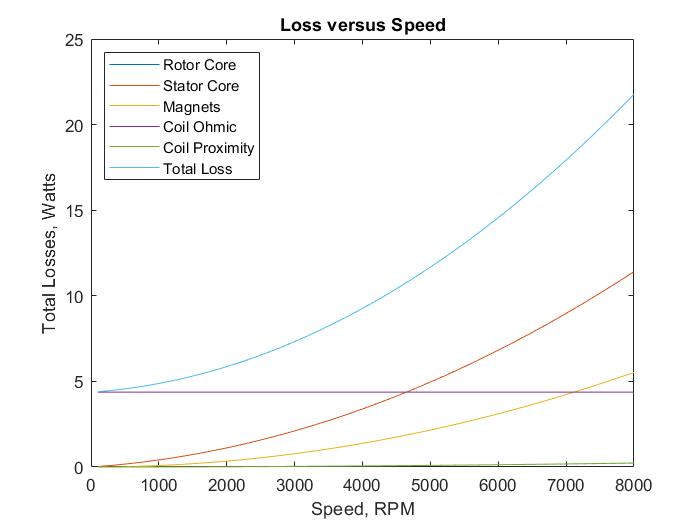 Loss versus Speed
25
20
15
10
5
0
Total Losses, Watts
Rotor Core
Stator Core
Magnets
Coil Ohmic
Coil Proximity
Total Loss
0 1000 2000 3000 4000 5000 6000 7000 8000
Speed, RPM